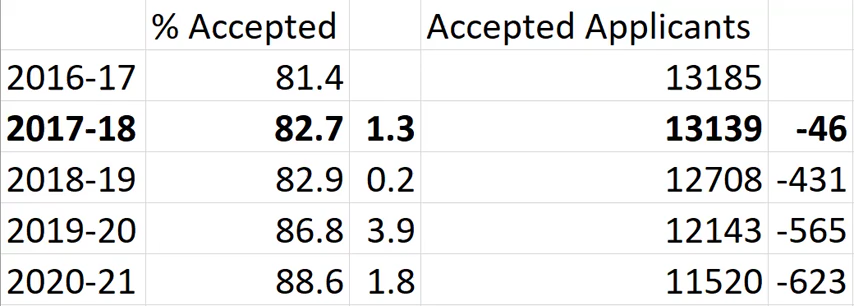 % Accepted Accepted Applicants
2016-17 81.4 13185
2017-18 82.7 1.3 13139 -46
2018-19 82.9 0.2 12708 -431
2019-20 86.8 3.9 12143 -565
2020-21 88.6 1.8 11520 -623